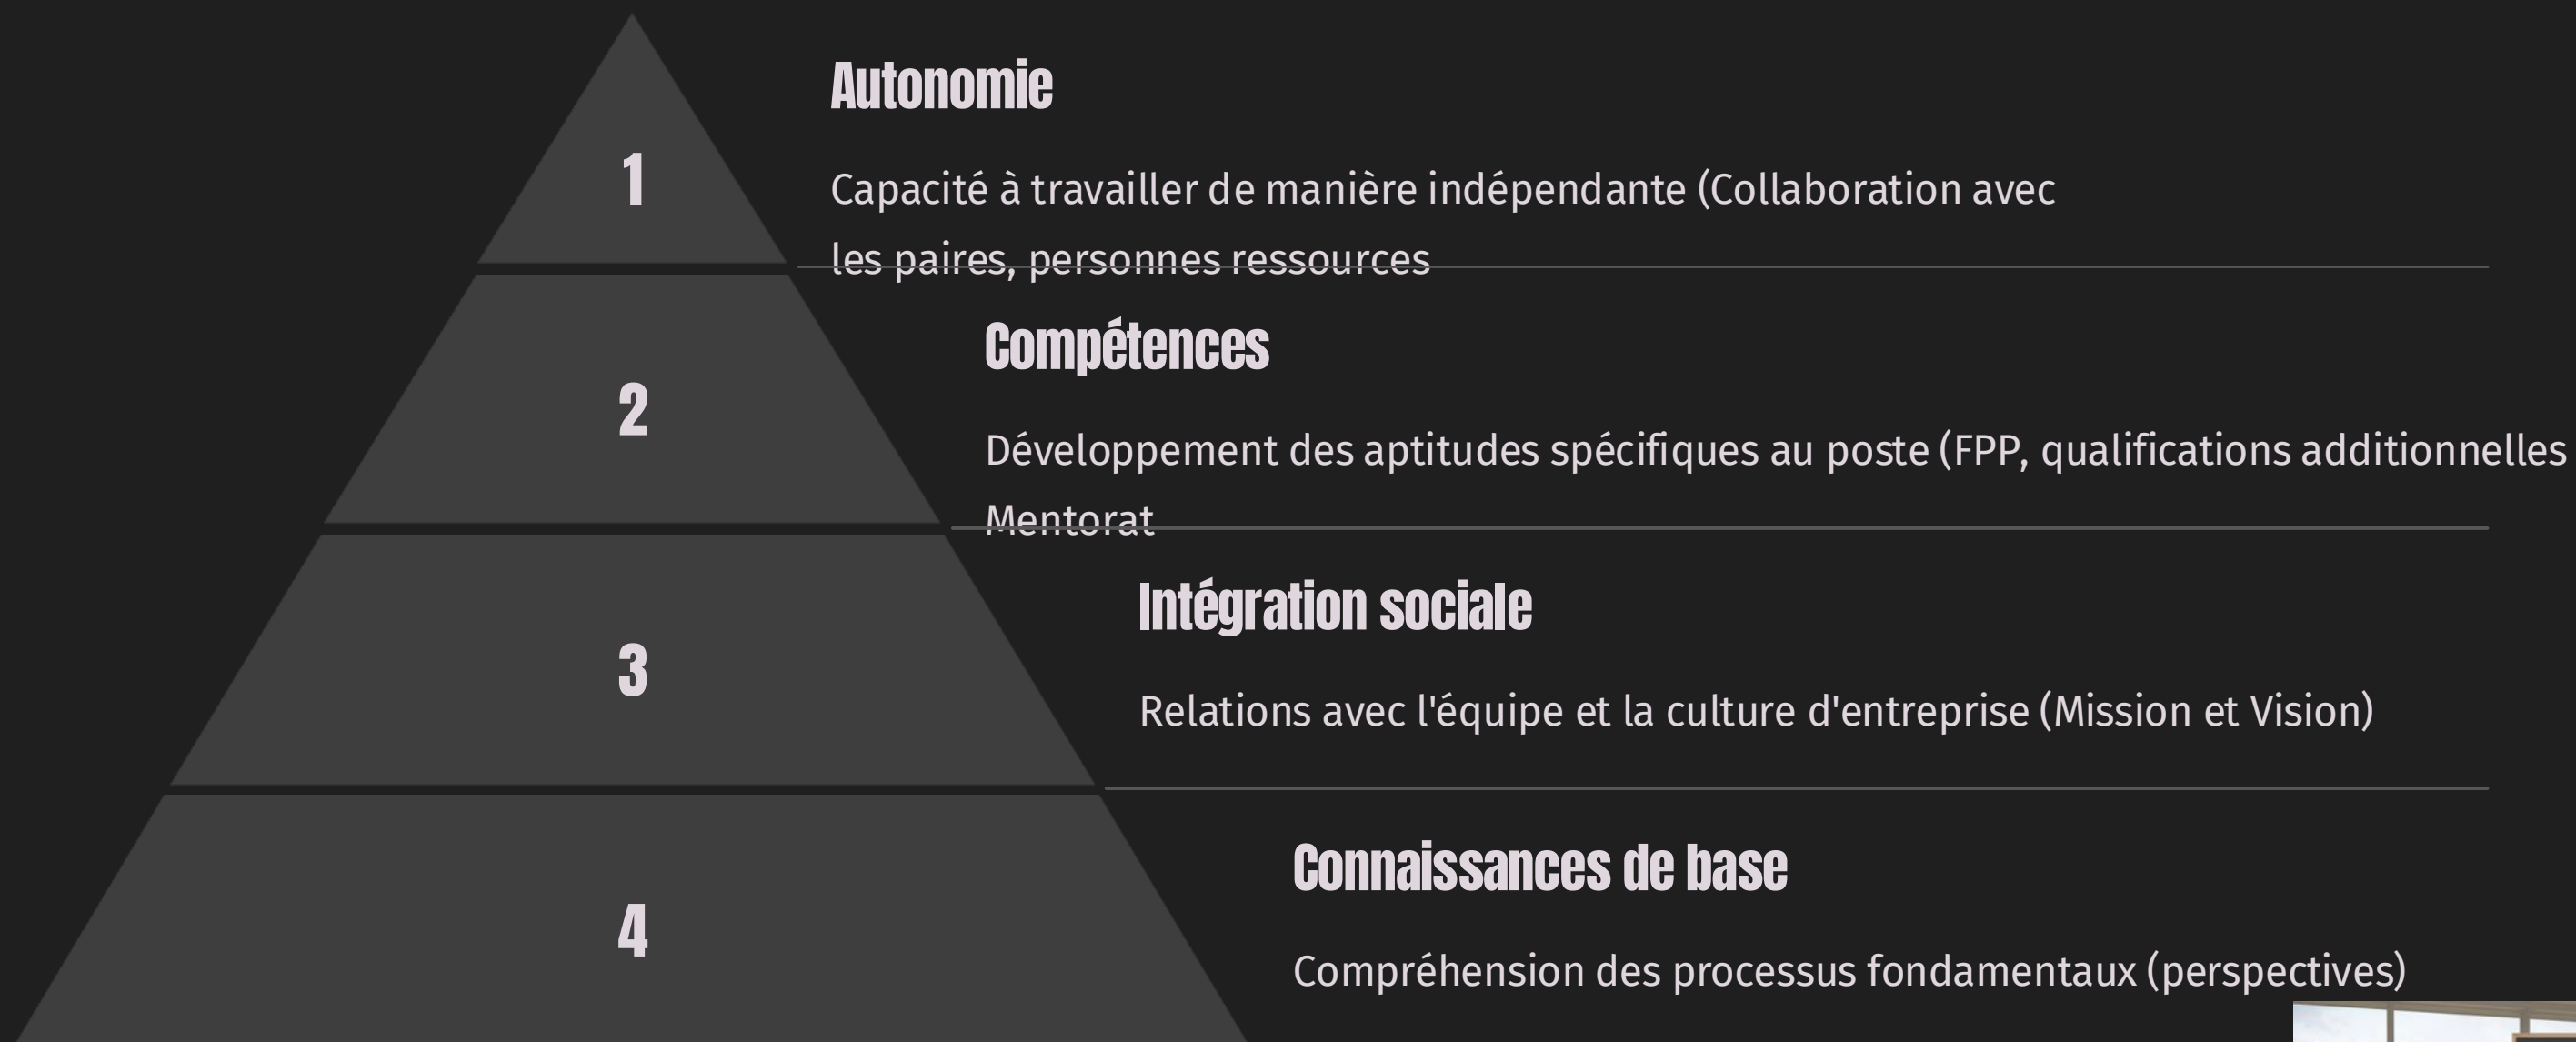 Autonomie
1
Capacité à travailler de manière indépendante (Collaboration avec
les paires, personnes ressources
Compétences
2
Développement des aptitudes spécifiques au poste (FPP, qualifications additionnelles
Mentorat
Intégration sociale
3
Relations avec l'équipe et la culture d'entreprise (Mission et Vision)
Connaissances de base
4
Compréhension des processus fondamentaux (perspectives)